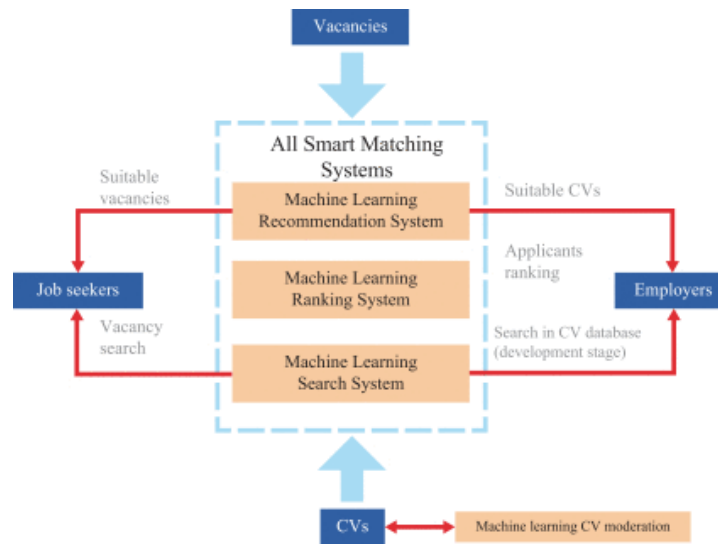 Vacancies
All Smart Matching
Systems
Suitable
vacancies
Machine Learning
Recommendation System
Suitable CVs
Applicants
ranking
Job seekers
Machine Learning
Ranking System
Employers
Vacancy
search
Machine Learning
Search System
Search in CV database
(development stage)
CVs
Machine learning CV moderation